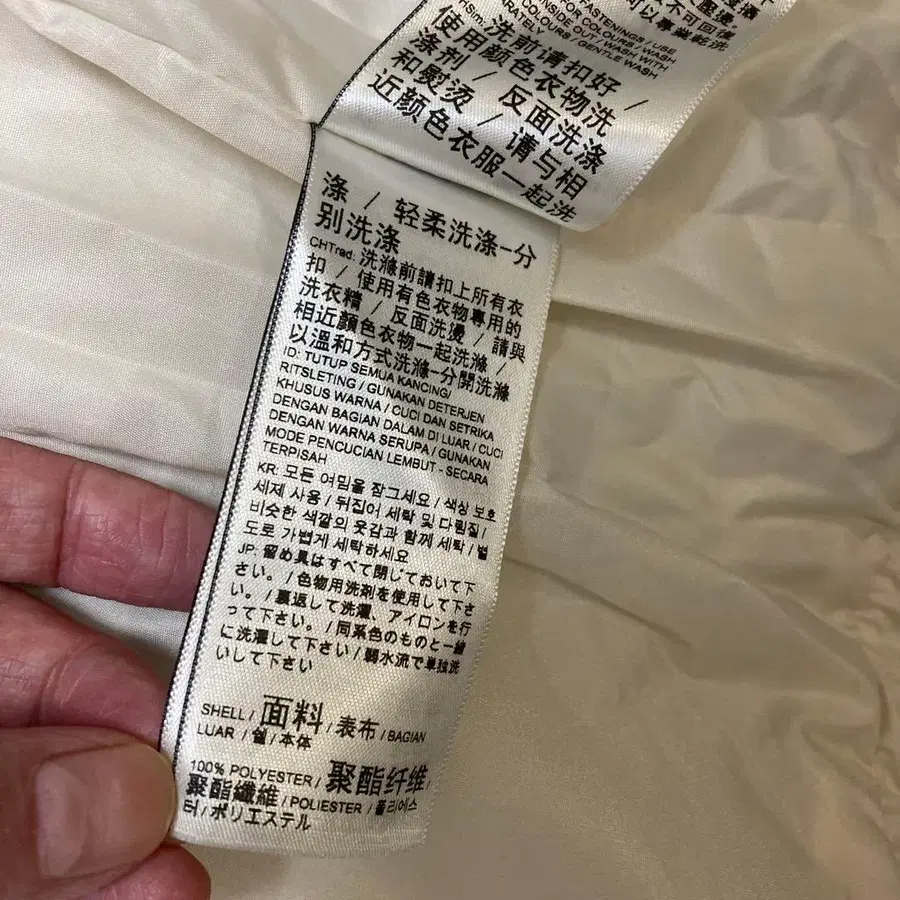 FASTENINGS / USE
FOR COLOURS / WASH
INSIDE OUT / WASH WITH
COLOURS / GENTLE WASH
洗前请扣好 /
使用颜色衣物洗
涤剂 / 反面洗涤
和熨烫 / 请与相
近颜色衣服一起洗
涤 / 轻柔洗涤-分
别洗涤
CHTrad: 洗滌前請扣上所有衣
扣 / 使用有色衣物專用的
洗衣精 / 反面洗燙 / 請與
相近顏色衣物一起洗滌 /
以溫和方式洗滌-分開洗滌
ID: TUTUP SEMUA KANCING/
RITSLETING / GUNAKAN DETERJEN
KHUSUS WARNA / CUCI DAN SETRIKA
DENGAN BAGIAN DALAM DI LUAR / CUCI
DENGAN WARNA SERUPA / GUNAKAN
MODE PENCUCIAN LEMBUT - SECARA
TERPISAH
KR: 모든 여밈을 잠그세요 / 색상 보호
세제 사용 / 뒤집어 세탁 및 다림질 /
비슷한 색깔의 옷감과 함께 세탁 / 별
도로 가볍게 세탁하세요
JP: 留め具はすべて閉じておいて下
さい。 / 色物用洗剤を使用して下さ
い。 / 裏返して洗濯、アイロンを行
って下さい。 / 同系色のものと一緒
に洗濯して下さい / 弱水流で単独洗
いして下さい
SHELL / 面料 / 表布 / BAGIAN
LUAR / 쉘 / 本体
100% POLYESTER / 聚酯纤维 /
聚酯纖維 / POLIESTER / 폴리에스
터 / ポリエステル